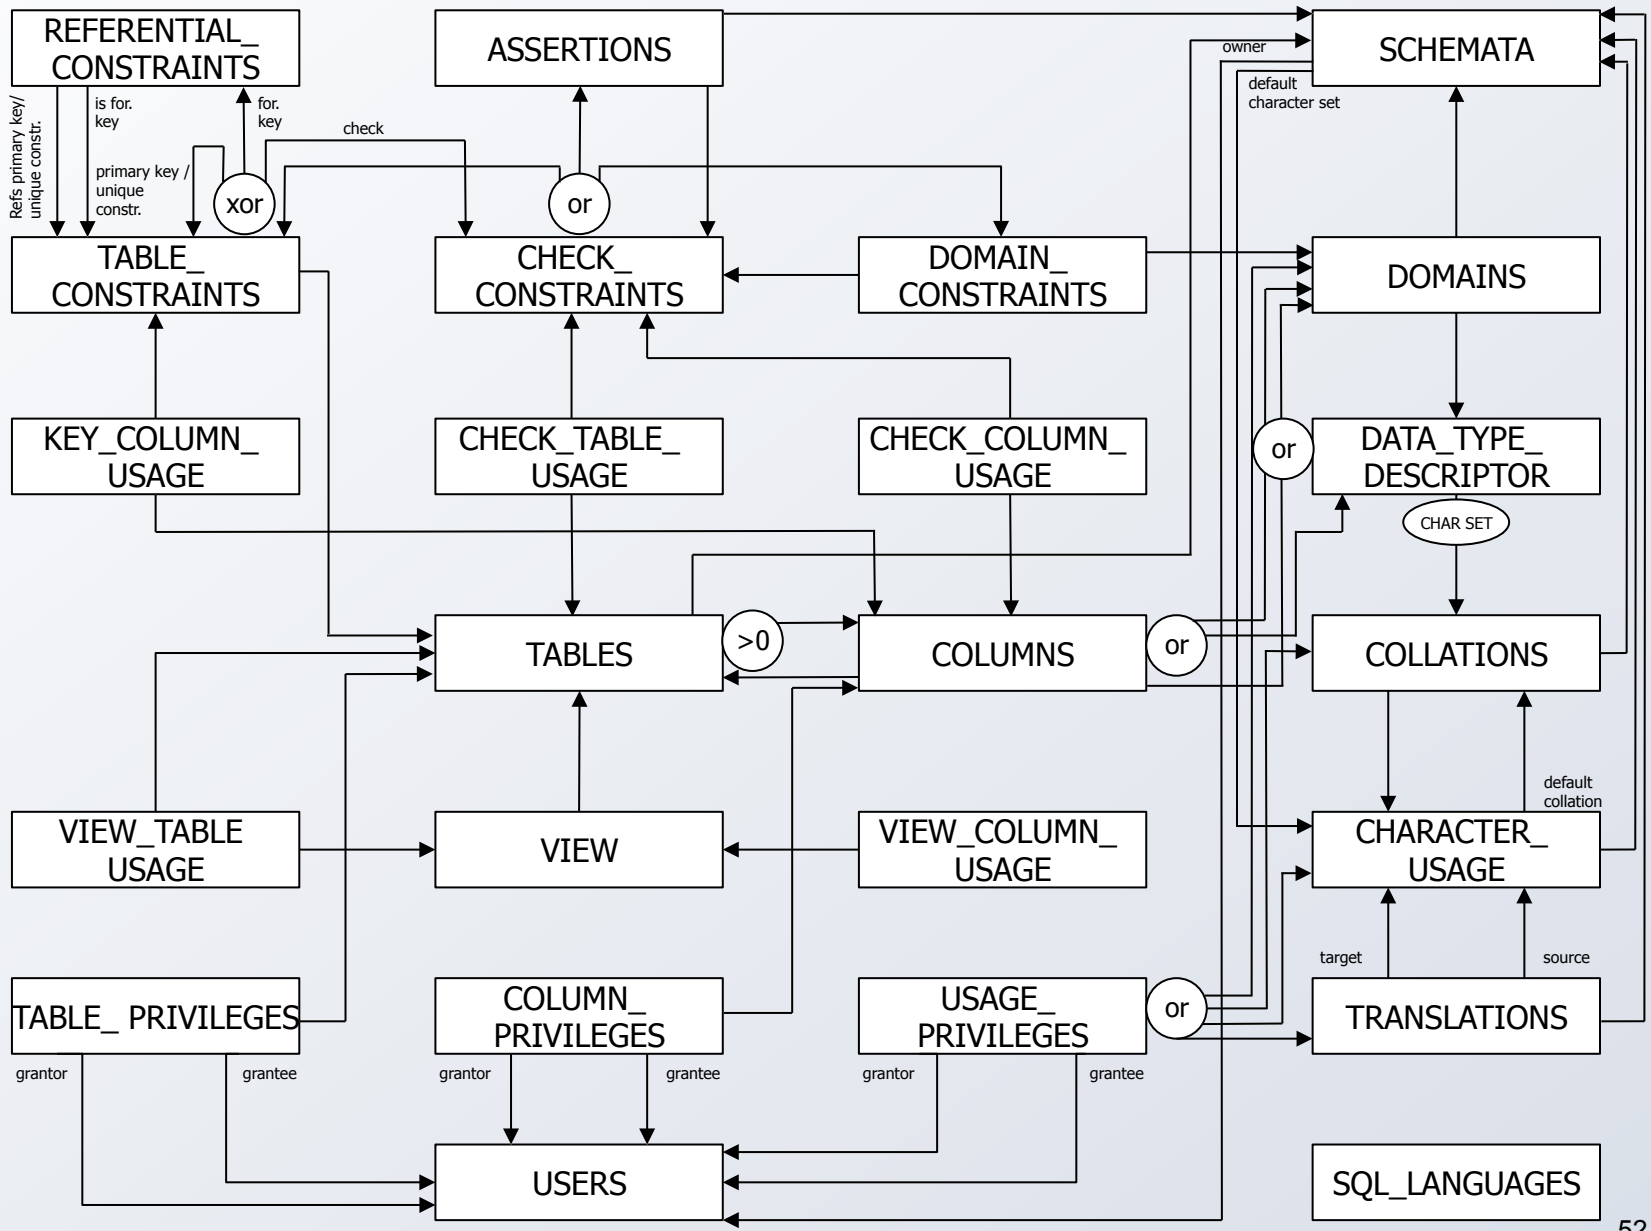 REFERENTIAL_
CONSTRAINTS
ASSERTIONS
SCHEMATA
owner
default
character set
Refs primary key/
unique constr.
is for.
key
for.
key
check
primary key /
unique
constr.
xor
or
TABLE_
CONSTRAINTS
CHECK_
CONSTRAINTS
DOMAIN_
CONSTRAINTS
DOMAINS
KEY_COLUMN_
USAGE
CHECK_TABLE_
USAGE
CHECK_COLUMN_
USAGE
or
DATA_TYPE_
DESCRIPTOR
CHAR SET
TABLES
>0
COLUMNS
or
COLLATIONS
default
collation
VIEW_TABLE
USAGE
VIEW
VIEW_COLUMN_
USAGE
CHARACTER_
USAGE
target
source
TABLE_ PRIVILEGES
COLUMN_
PRIVILEGES
USAGE_
PRIVILEGES
or
TRANSLATIONS
grantor
grantee
grantor
grantee
grantor
grantee
USERS
SQL_LANGUAGES
52